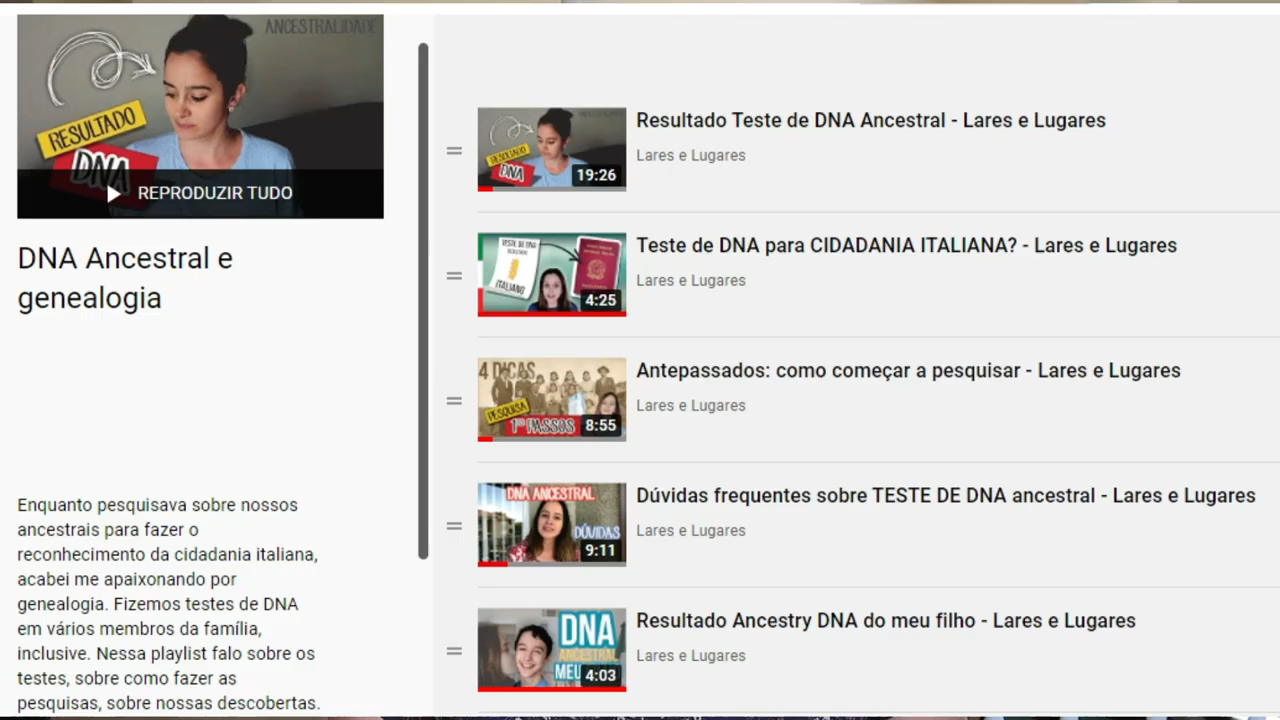 ANCESTRALIDADE
RESULTADO
DNA
REPRODUZIR TUDO
DNA Ancestral e
genealogia
Enquanto pesquisava sobre nossos
ancestrais para fazer o
reconhecimento da cidadania italiana,
acabei me apaixonando por
genealogia. Fizemos testes de DNA
em vários membros da família,
inclusive. Nessa playlist falo sobre os
testes, sobre como fazer as
pesquisas, sobre nossas descobertas.
RESULTADO
DNA
19:26
Resultado Teste de DNA Ancestral - Lares e Lugares
Lares e Lugares
TESTE DE DNA
ITALIANO
4:25
Teste de DNA para CIDADANIA ITALIANA? - Lares e Lugares
Lares e Lugares
4 DICAS
PESQUISA
1ºs PASSOS
8:55
Antepassados: como começar a pesquisar - Lares e Lugares
Lares e Lugares
DNA ANCESTRAL
DÚVIDAS
9:11
Dúvidas frequentes sobre TESTE DE DNA ancestral - Lares e Lugares
Lares e Lugares
DNA
ANCESTRAL
MEU
4:03
Resultado Ancestry DNA do meu filho - Lares e Lugares
Lares e Lugares